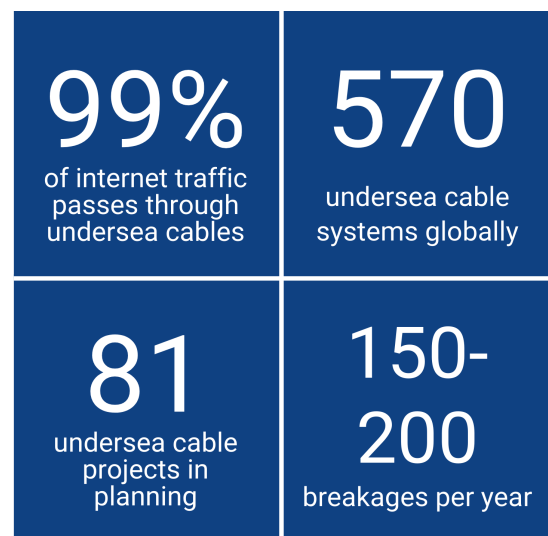 99%
of internet traffic
passes through
undersea cables
570
undersea cable
systems globally
81
undersea cable
projects in
planning
150-
200
breakages per year